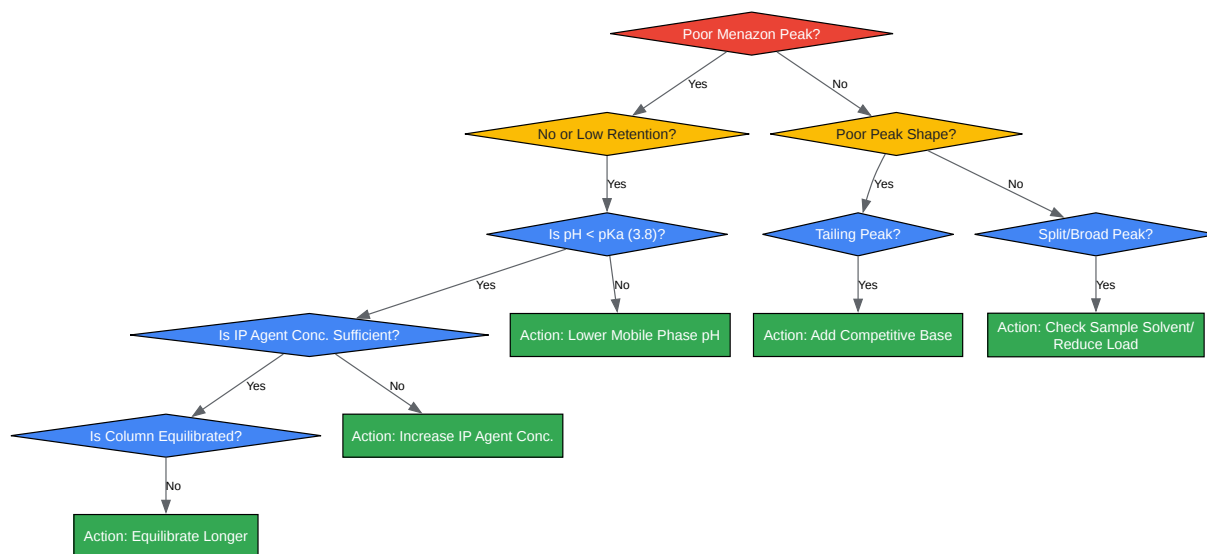 Poor Menazon Peak?
Yes
No
No or Low Retention?
Poor Peak Shape?
Yes
Yes
No
Is pH < pKa (3.8)?
Tailing Peak?
Split/Broad Peak?
Yes
No
Yes
Yes
Is IP Agent Conc. Sufficient?
Action: Lower Mobile Phase pH
Action: Add Competitive Base
Action: Check Sample Solvent/
Reduce Load
Yes
No
Is Column Equilibrated?
Action: Increase IP Agent Conc.
No
Action: Equilibrate Longer